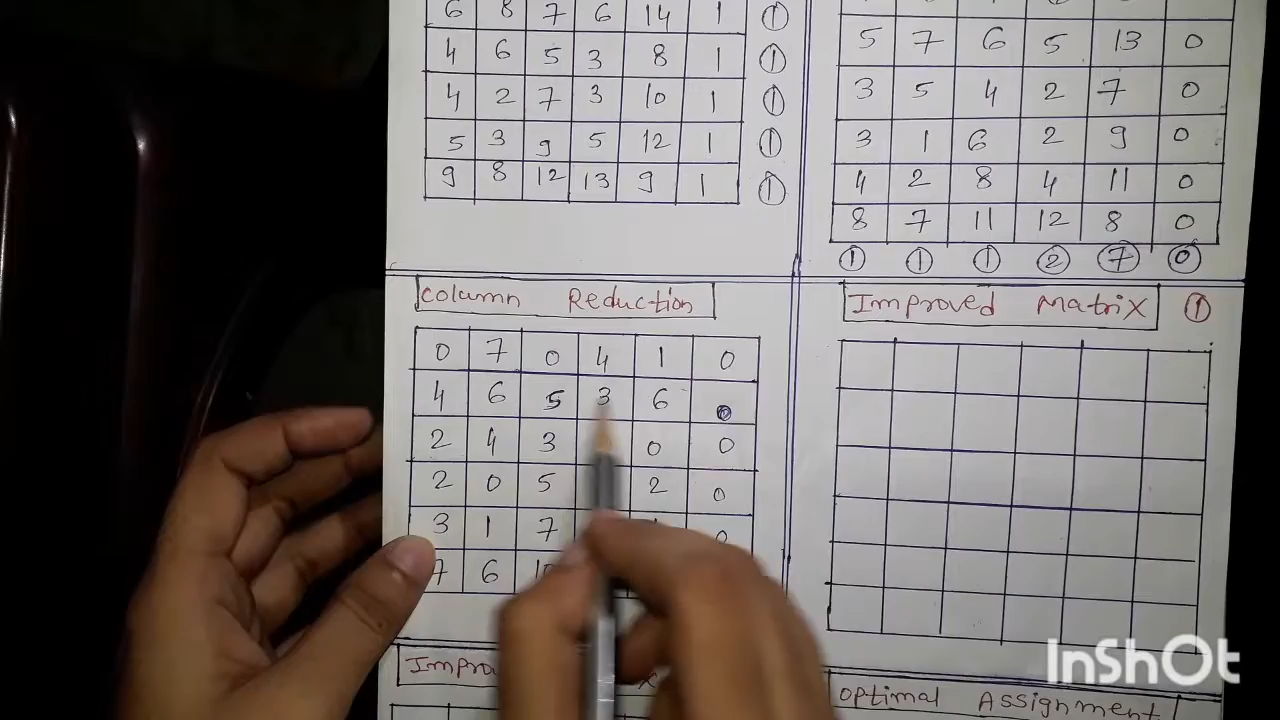 6 8 7 6 14 1 ①
4 6 5 3 8 1 ①
4 2 7 3 10 1 ①
5 3 9 5 12 1 ①
9 8 12 13 9 1 ①
5 7 6 5 13 0
3 5 4 2 7 0
3 1 6 2 9 0
4 2 8 4 11 0
8 7 11 12 8 0
① ① ① ② ⑦ ⓪
Column Reduction
0 7 0 4 1 0
4 6 5 3 6 0
2 4 3 0 0
2 0 5 2 0
3 1 7 0
7 6
Improved Matrix ①
Optimal Assignment
InShOt